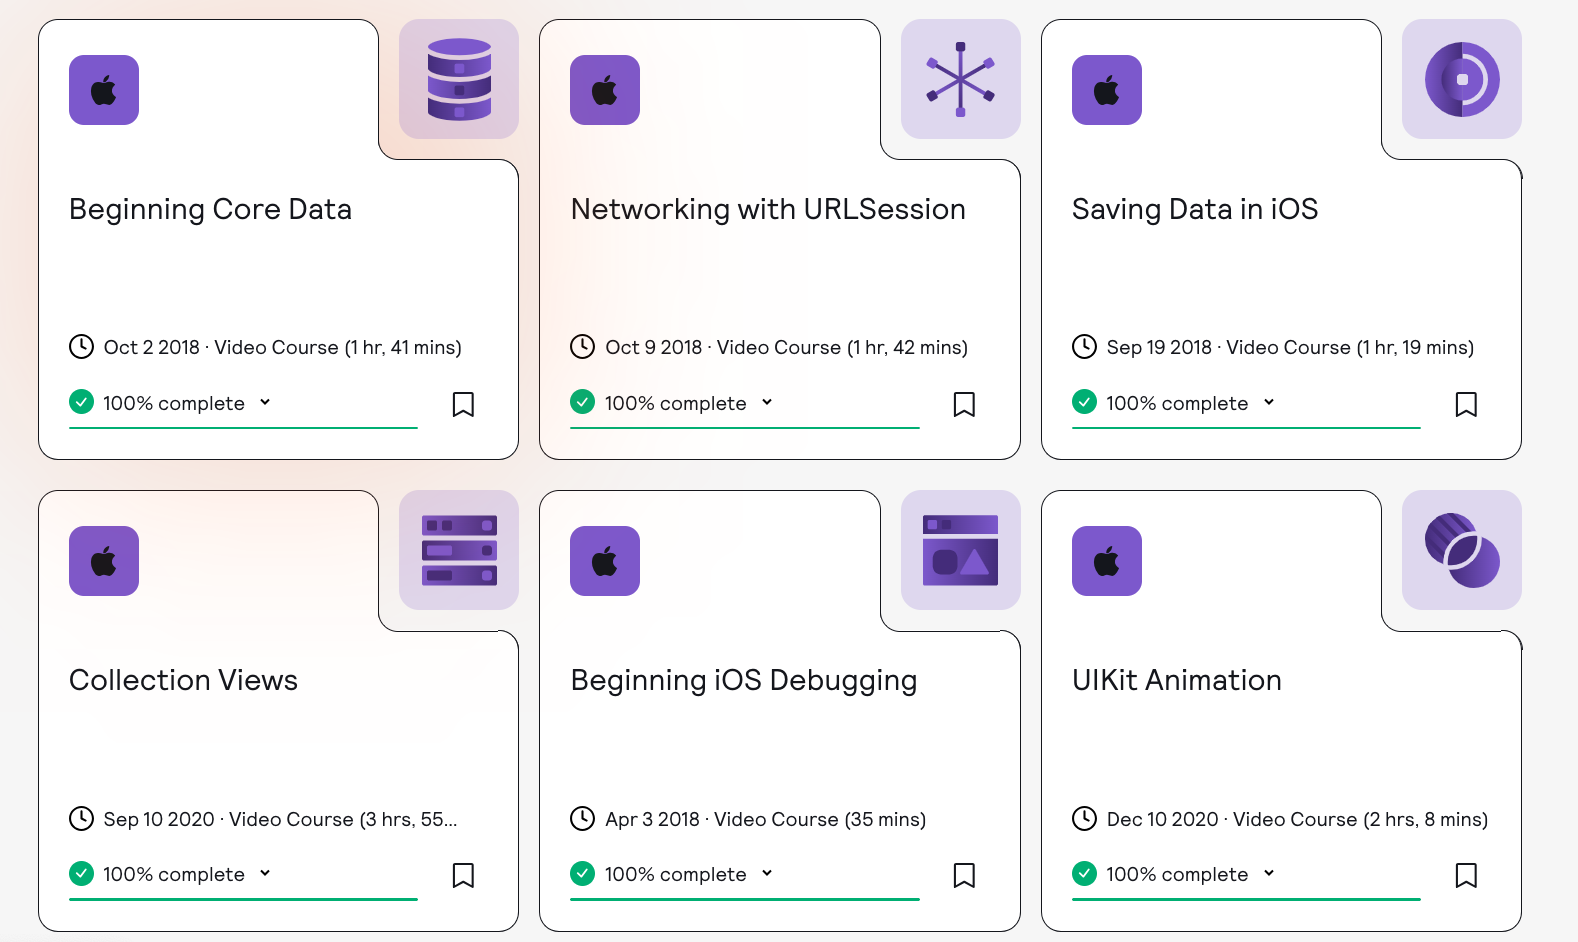 Beginning Core Data
Oct 2 2018 · Video Course (1 hr, 41 mins)
100% complete
Networking with URLSession
Oct 9 2018 · Video Course (1 hr, 42 mins)
100% complete
Saving Data in iOS
Sep 19 2018 · Video Course (1 hr, 19 mins)
100% complete
Collection Views
Sep 10 2020 · Video Course (3 hrs, 55...
100% complete
Beginning iOS Debugging
Apr 3 2018 · Video Course (35 mins)
100% complete
UIKit Animation
Dec 10 2020 · Video Course (2 hrs, 8 mins)
100% complete